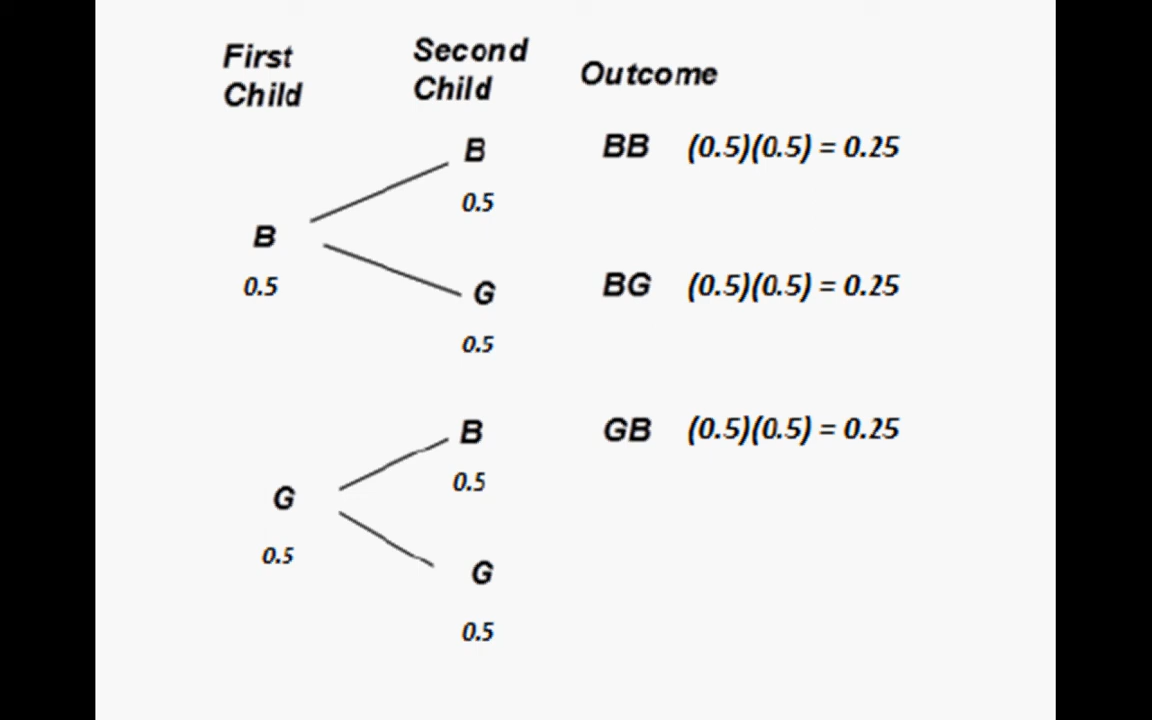 First Child
Second Child
Outcome
B
0.5
BB (0.5)(0.5) = 0.25
B
0.5
G
0.5
BG (0.5)(0.5) = 0.25
B
0.5
GB (0.5)(0.5) = 0.25
G
0.5
G
0.5